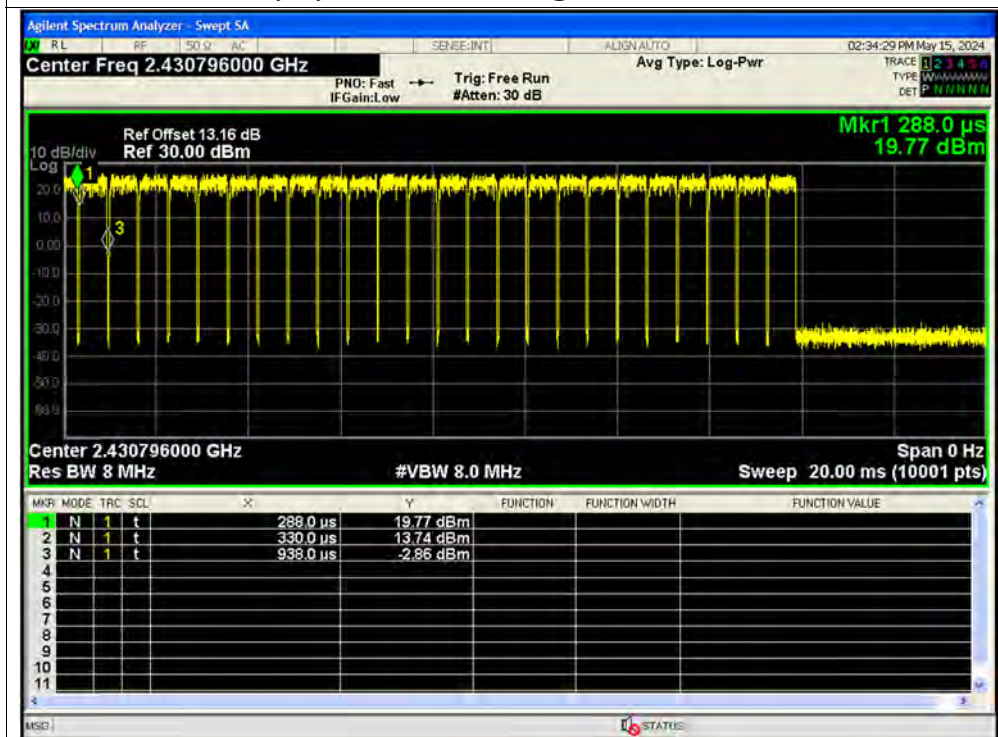 Agilent Spectrum Analyzer - Swept SA
RL RF 50 Ω AC SENSE:INT ALIGN AUTO 02:34:29 PM May 15, 2024
Center Freq 2.430796000 GHz Avg Type: Log-Pwr TRACE 1 2 3 4 5 6
PNO: Fast Trig: Free Run TYPE W
IFGain:Low #Atten: 30 dB DET P N N N N N
Ref Offset 13.16 dB Mkr1 288.0 µs
10 dB/div Ref 30.00 dBm 19.77 dBm
Log
1
20.0
10.0
3
0.00
-10.0
-20.0
-30.0
-40.0
-50.0
-60.0
Center 2.430796000 GHz Span 0 Hz
Res BW 8 MHz #VBW 8.0 MHz Sweep 20.00 ms (10001 pts)
MKR MODE TRC SCL X Y FUNCTION FUNCTION WIDTH FUNCTION VALUE
1 N 1 t 288.0 µs 19.77 dBm
2 N 1 t 330.0 µs 13.74 dBm
3 N 1 t 938.0 µs -2.86 dBm
4
5
6
7
8
9
10
11
MSG STATUS